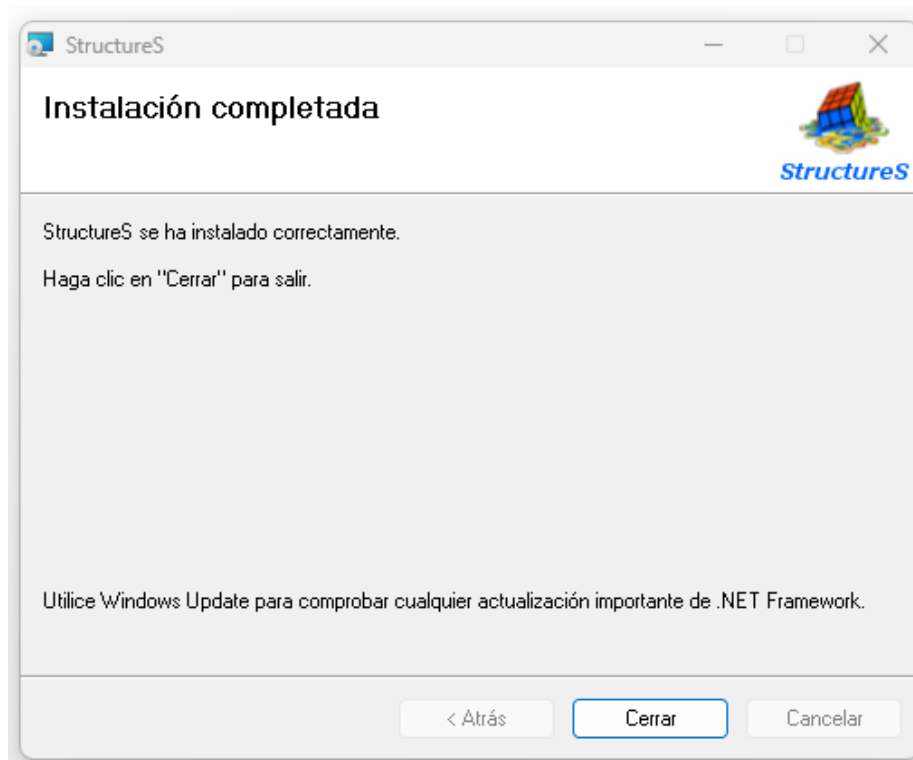 StructureS
Instalación completada
StructureS
StructureS se ha instalado correctamente.
Haga clic en "Cerrar" para salir.
Utilice Windows Update para comprobar cualquier actualización importante de .NET Framework.
< Atrás
Cerrar
Cancelar